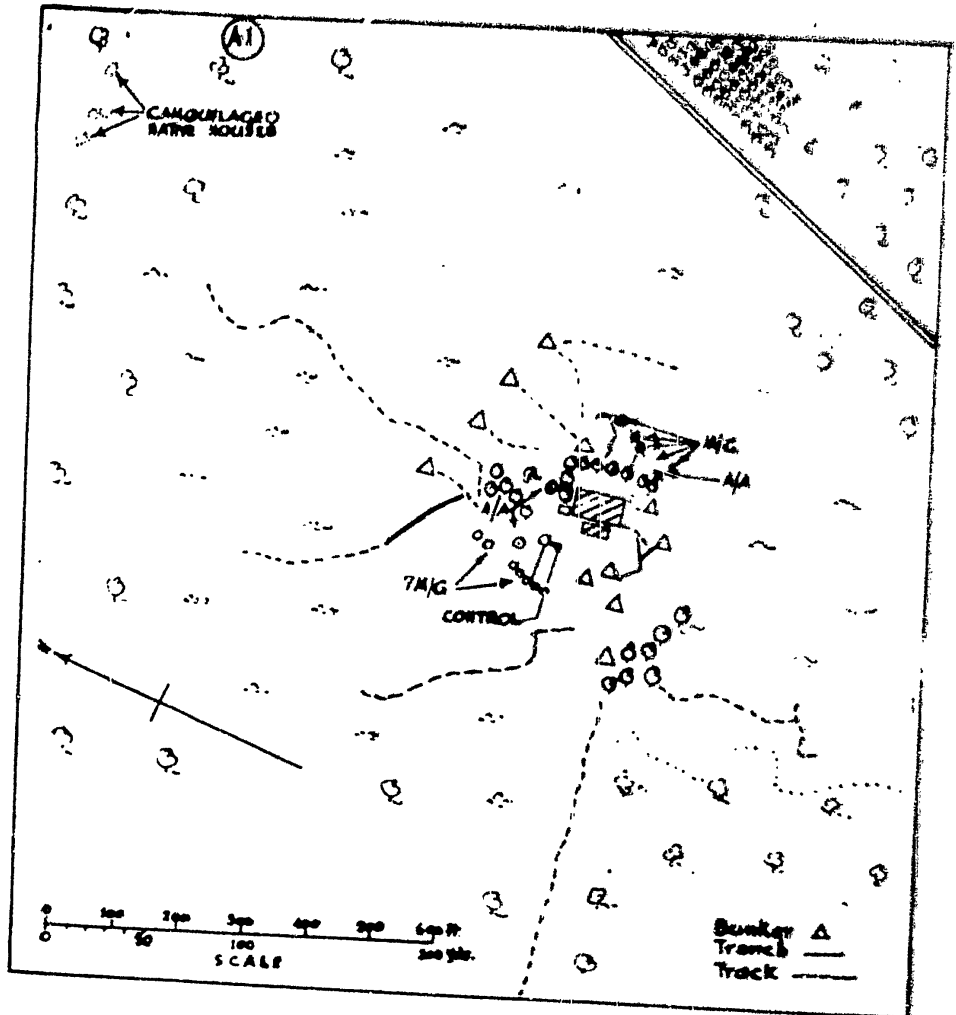 A1
CAMOUFLAGED
NATIVE HOUSES
M/G
A/A
7 M/G
CONTROL
0 100 200 300 400 500 600 ft.
0 50 100 200 yds.
SCALE
Bunker
Trench
Track